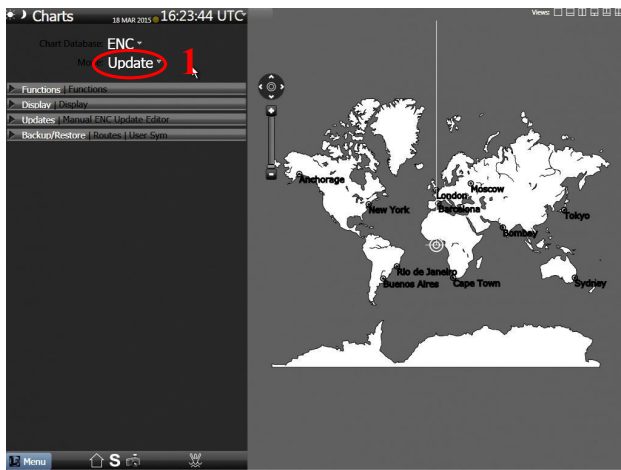 Charts 18 MAR 2015 16:23:44 UTC
Views:
Chart Database: ENC
Mode: Update 1
Functions | Functions
Display | Display
Updates | Manual ENC Update Editor
Backup/Restore | Routes | User Sym
Anchorage
Moscow
London
New York
Barcelona
Tokyo
Bombay
Rio de Janeiro
Buenos Aires
Cape Town
Sydney
Menu
S